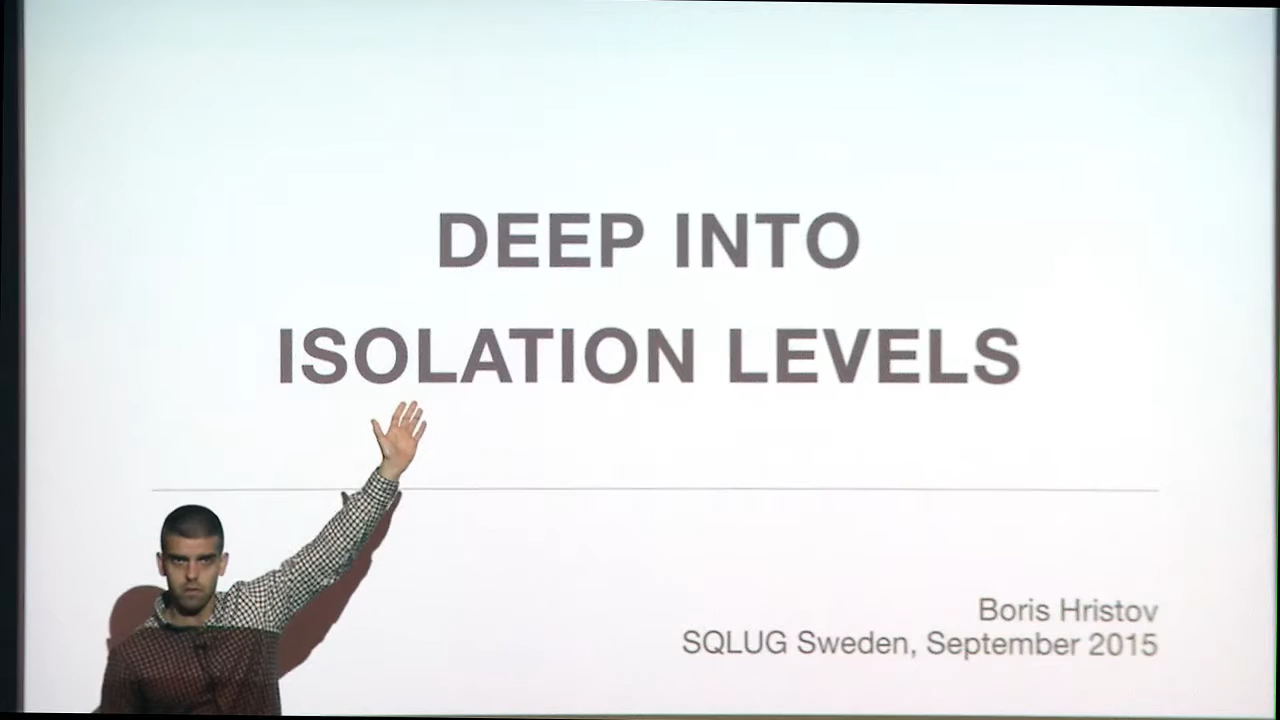 DEEP INTO
ISOLATION LEVELS
Boris Hristov
SQLUG Sweden, September 2015